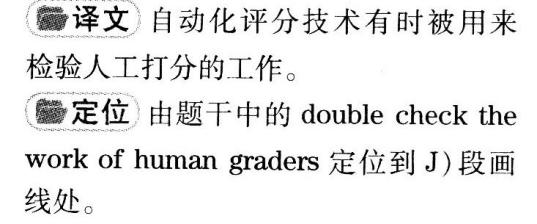 译文 自动化评分技术有时被用来
检验人工打分的工作。
定位 由题干中的 double check the
work of human graders 定位到 J)段画
线处。